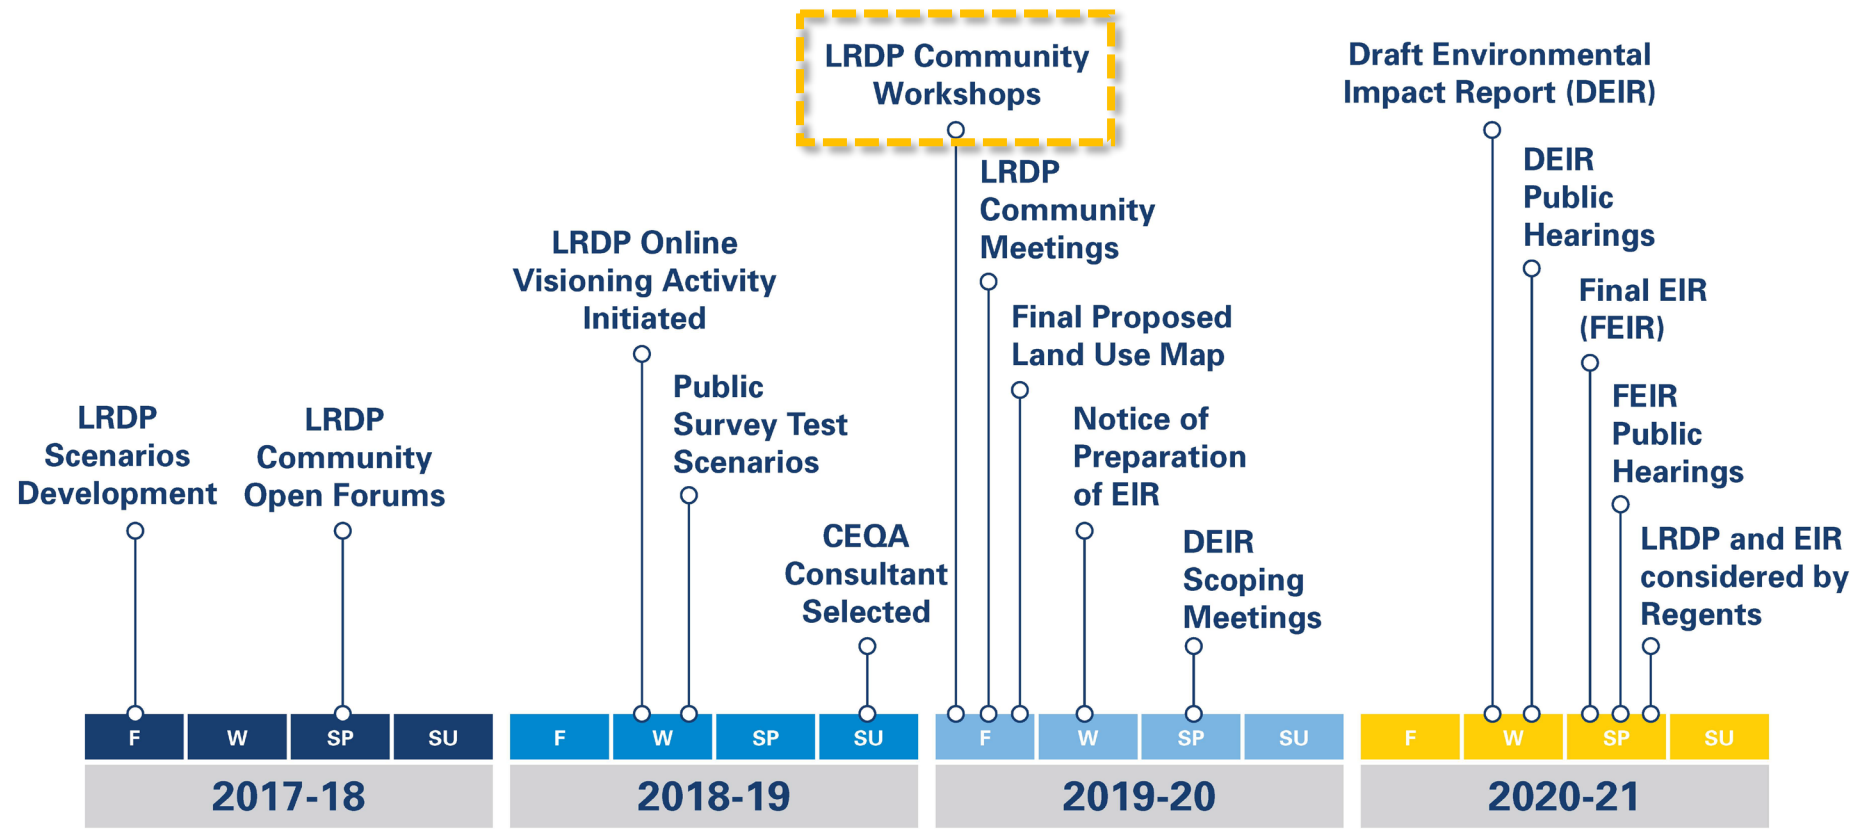 LRDP Community
Workshops
Draft Environmental
Impact Report (DEIR)
LRDP
Community
Meetings
DEIR
Public
Hearings
LRDP Online
Visioning Activity
Initiated
Final Proposed
Land Use Map
Final EIR
(FEIR)
Public
Survey Test
Scenarios
FEIR
Public
Hearings
LRDP
Scenarios
Development
LRDP
Community
Open Forums
Notice of
Preparation
of EIR
CEQA
Consultant
Selected
DEIR
Scoping
Meetings
LRDP and EIR
considered by
Regents
F W SP SU F W SP SU F W SP SU F W SP SU
2017-18 2018-19 2019-20 2020-21